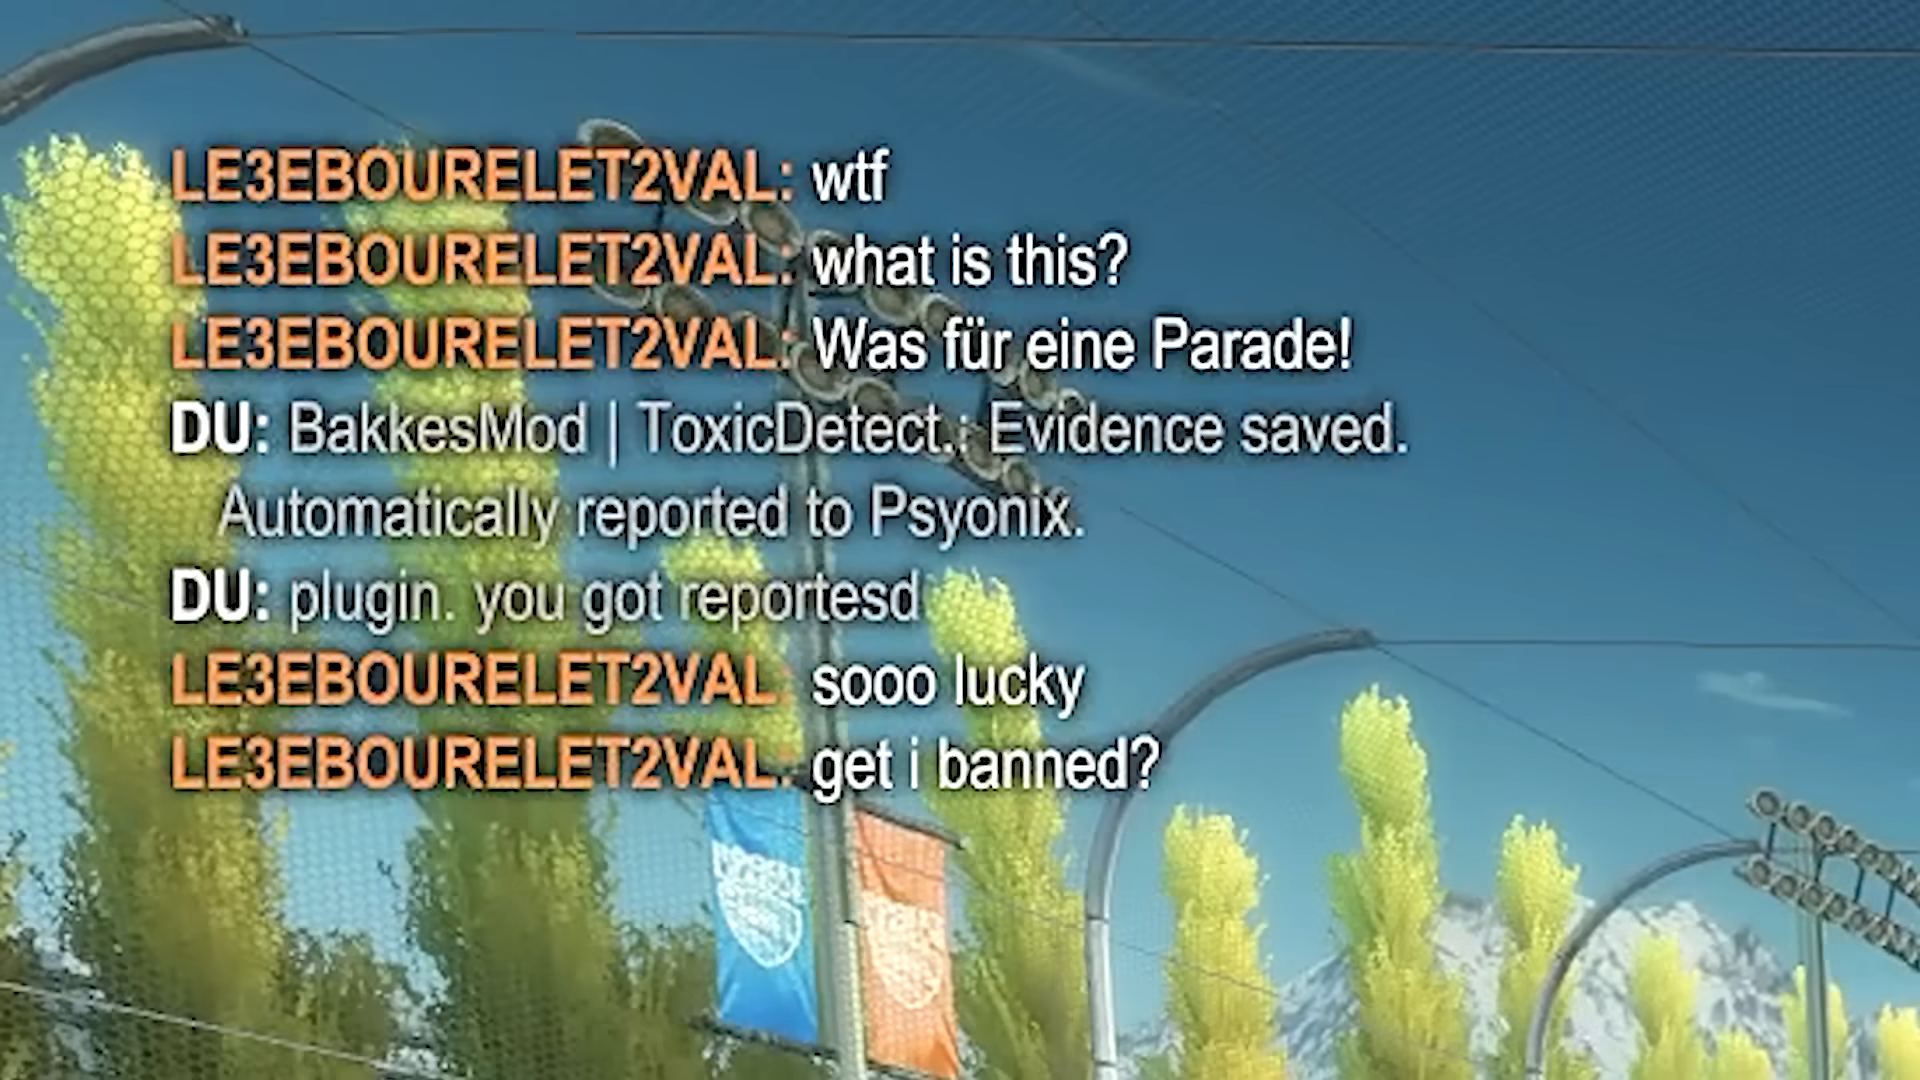 LE3EBOURELET2VAL: wtf
LE3EBOURELET2VAL: what is this?
LE3EBOURELET2VAL: Was für eine Parade!
DU: BakkesMod | ToxicDetect.: Evidence saved.
Automatically reported to Psyonix.
DU: plugin. you got reportesd
LE3EBOURELET2VAL: sooo lucky
LE3EBOURELET2VAL: get i banned?